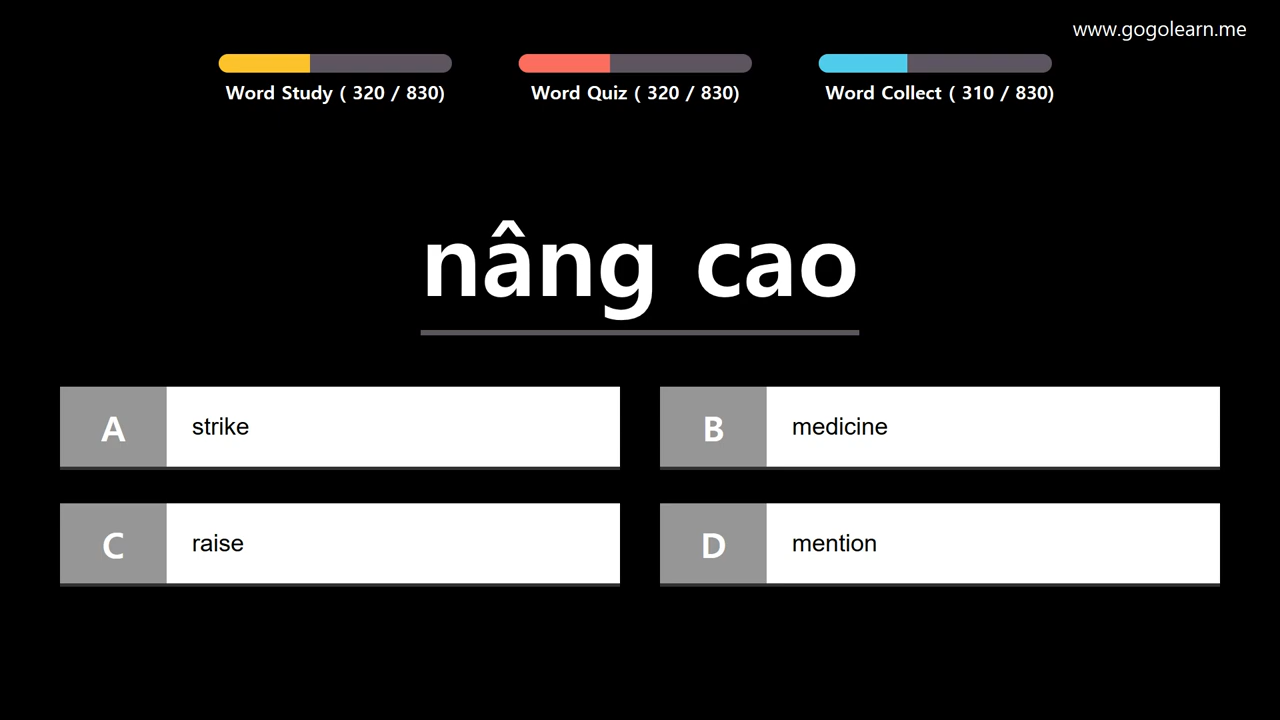 www.gogolearn.me
Word Study ( 320 / 830)
Word Quiz ( 320 / 830)
Word Collect ( 310 / 830)
nâng cao
A strike
B medicine
C raise
D mention